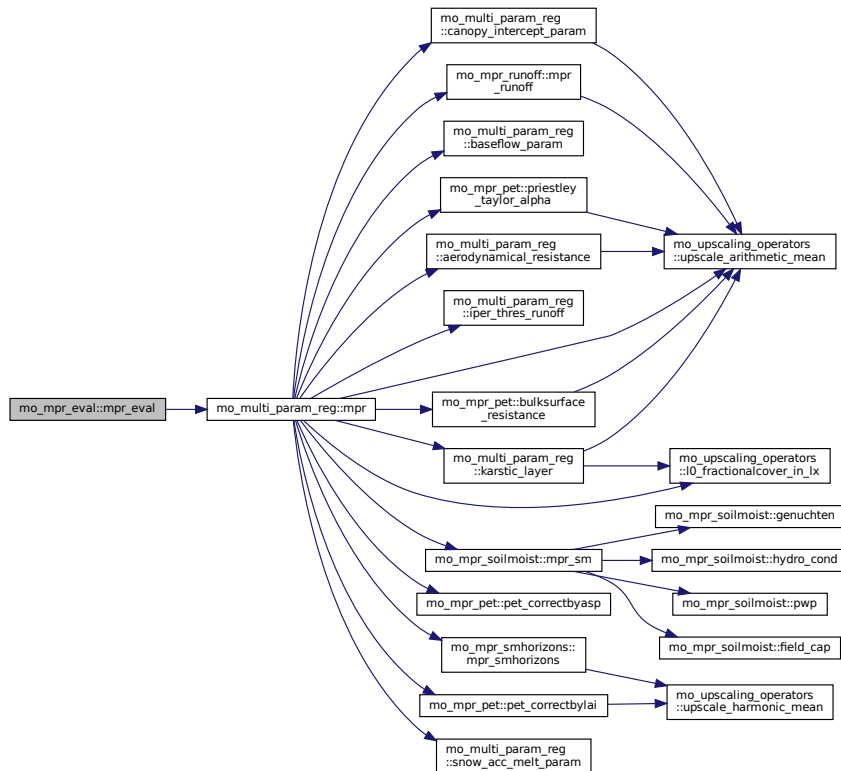 mo_multi_param_reg
::canopy_intercept_param
mo_mpr_runoff::mpr
_runoff
mo_multi_param_reg
::baseflow_param
mo_mpr_pet::priestley
_taylor_alpha
mo_multi_param_reg
::aerodynamical_resistance
mo_upscaling_operators
::upscale_arithmetic_mean
mo_multi_param_reg
::iper_thres_runoff
mo_mpr_eval::mpr_eval
mo_multi_param_reg::mpr
mo_mpr_pet::bulksurface
_resistance
mo_multi_param_reg
::karstic_layer
mo_upscaling_operators
::l0_fractionalcover_in_lx
mo_mpr_soilmoist::genuchten
mo_mpr_soilmoist::mpr_sm
mo_mpr_soilmoist::hydro_cond
mo_mpr_pet::pet_correctbyasp
mo_mpr_soilmoist::pwp
mo_mpr_smhorizons::
mpr_smhorizons
mo_mpr_soilmoist::field_cap
mo_mpr_pet::pet_correctbylai
mo_upscaling_operators
::upscale_harmonic_mean
mo_multi_param_reg
::snow_acc_melt_param